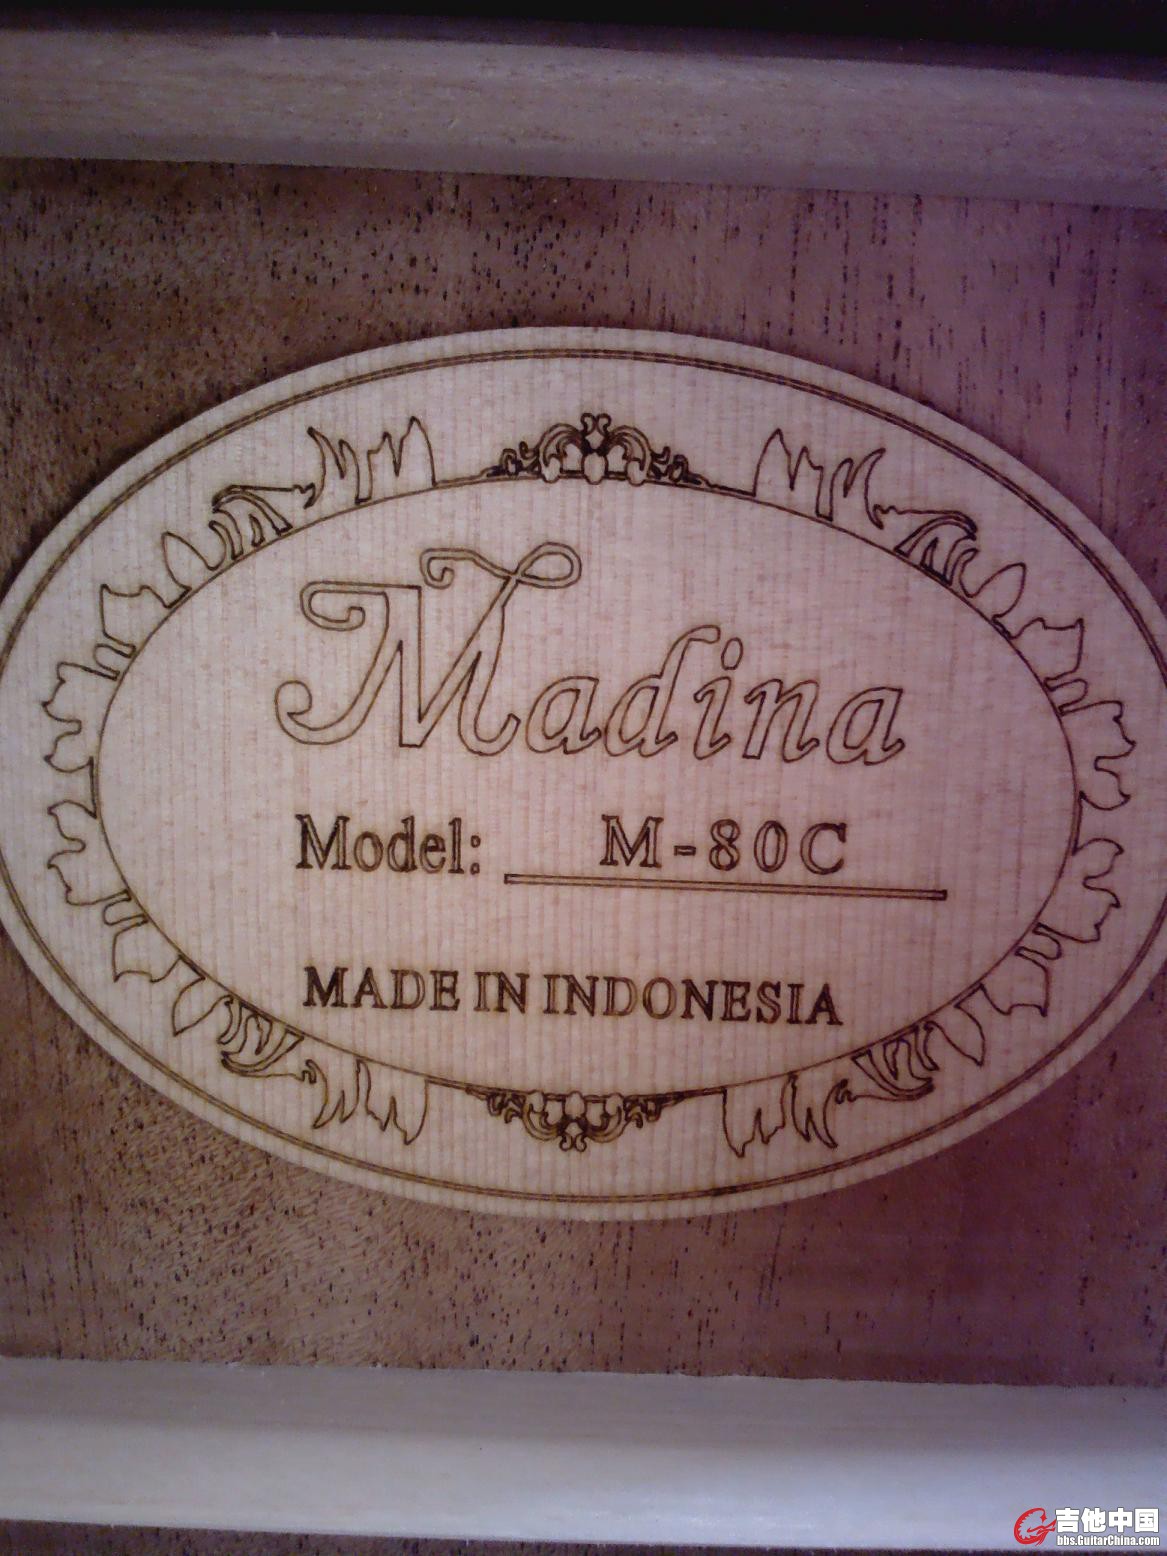 Madina
Model: M-80C
MADE IN INDONESIA
吉他中国
bbs.GuitarChina.com